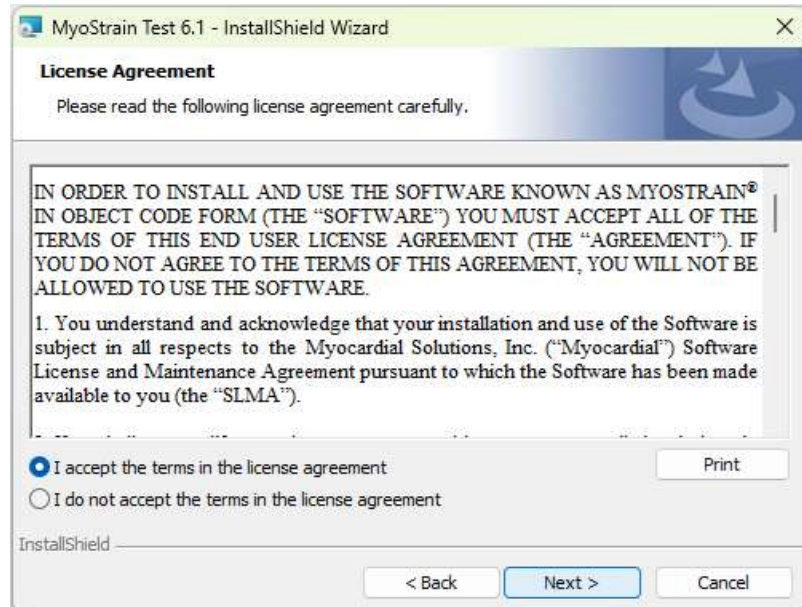 MyoStrain Test 6.1 - InstallShield Wizard
License Agreement
Please read the following license agreement carefully.
IN ORDER TO INSTALL AND USE THE SOFTWARE KNOWN AS MYOSTRAIN®
IN OBJECT CODE FORM (THE “SOFTWARE”) YOU MUST ACCEPT ALL OF THE
TERMS OF THIS END USER LICENSE AGREEMENT (THE “AGREEMENT”). IF
YOU DO NOT AGREE TO THE TERMS OF THIS AGREEMENT, YOU WILL NOT BE
ALLOWED TO USE THE SOFTWARE.
1. You understand and acknowledge that your installation and use of the Software is
subject in all respects to the Myocardial Solutions, Inc. (“Myocardial”) Software
License and Maintenance Agreement pursuant to which the Software has been made
available to you (the “SLMA”).
I accept the terms in the license agreement
Print
I do not accept the terms in the license agreement
InstallShield
< Back
Next >
Cancel